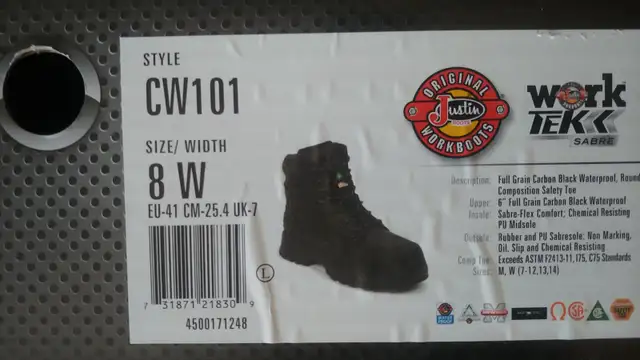 STYLE
CW101
SIZE/ WIDTH
8 W
EU-41 CM-25.4 UK-7
7 31871 21830 9
4500171248
L
ORIGINAL
Justin
BOOTS
WORKBOOTS
work
TEK
SABRE
Description: Full Grain Carbon Black Waterproof, Round
Composition Safety Toe
Upper: 6" Full Grain Carbon Black Waterproof
Insole: Sabre-Flex Comfort; Chemical Resisting
PU Midsole
Outsole: Rubber and PU Sabresole: Non Marking,
Oil, Slip and Chemical Resisting
Comp Toe: Exceeds ASTM F2413-11, I75, C75 Standards
Sizes: M, W (7-12,13,14)